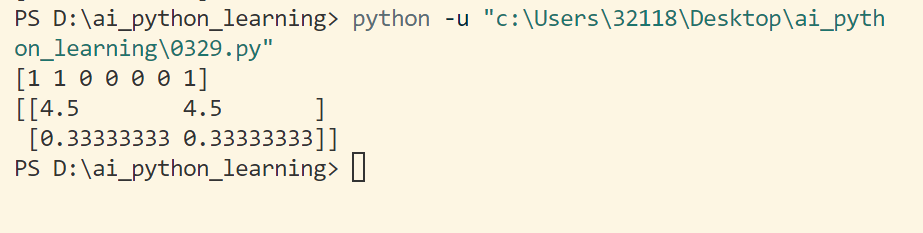 PS D:\ai_python_learning> python -u "c:\Users\32118\Desktop\ai_pyth
on_learning\0329.py"
[1 1 0 0 0 0 1]
[[4.5        4.5       ]
 [0.33333333 0.33333333]]
PS D:\ai_python_learning>